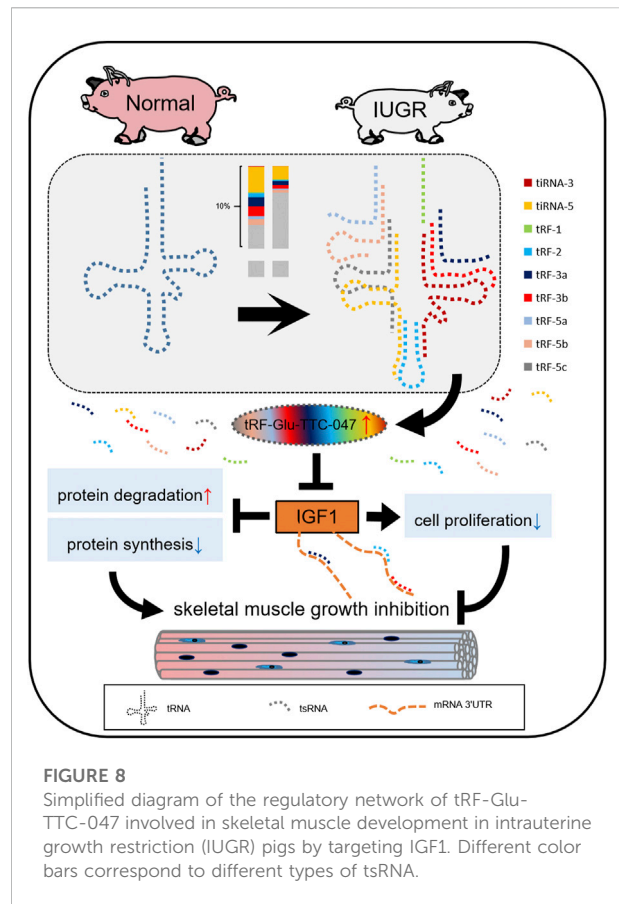 Normal
IUGR
10%
tiRNA-3
tiRNA-5
tRF-1
tRF-2
tRF-3a
tRF-3b
tRF-5a
tRF-5b
tRF-5c
tRF-Glu-TTC-047↑
protein degradation↑
protein synthesis↓
IGF1
cell proliferation↓
skeletal muscle growth inhibition
tRNA
tsRNA
mRNA 3'UTR
FIGURE 8
Simplified diagram of the regulatory network of tRF-Glu-
TTC-047 involved in skeletal muscle development in intrauterine
growth restriction (IUGR) pigs by targeting IGF1. Different color
bars correspond to different types of tsRNA.